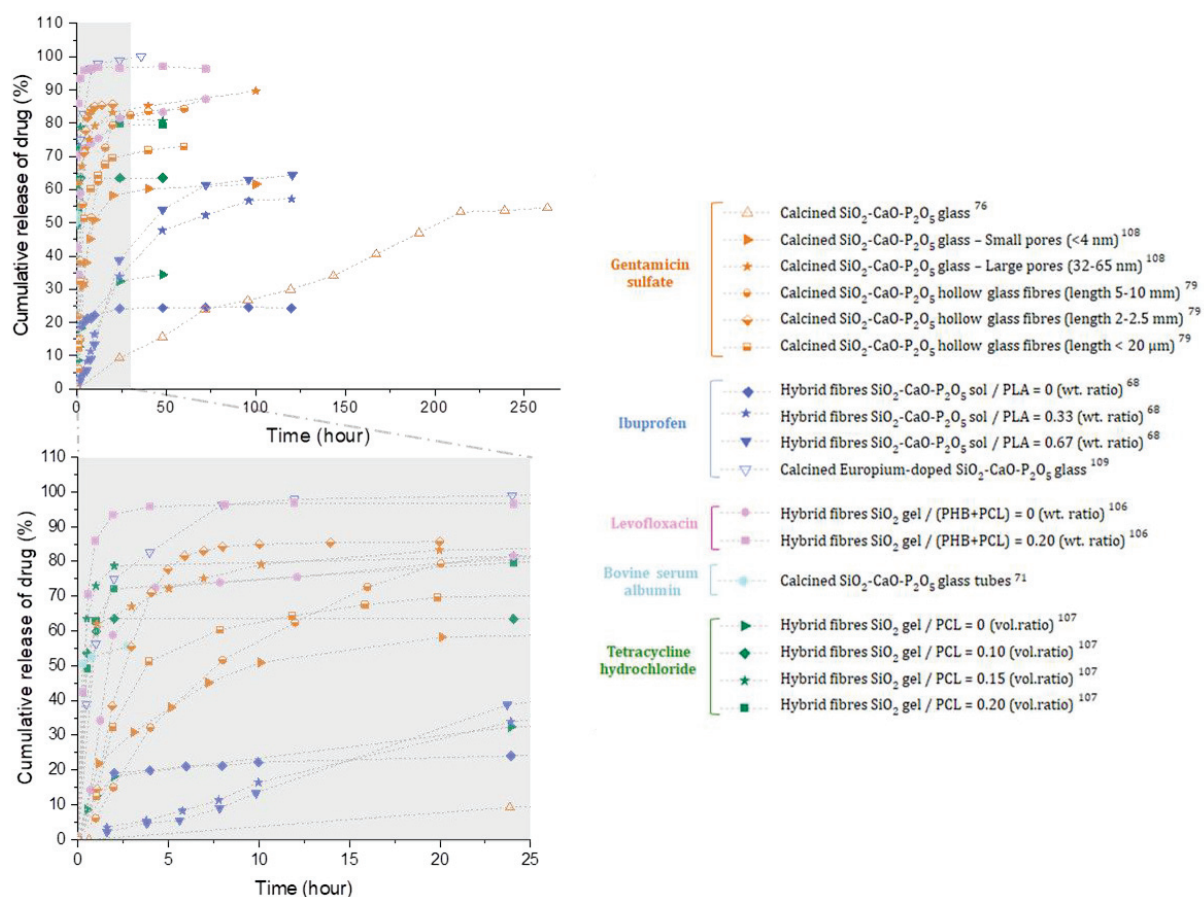 110
100
90
80
70
60
50
40
30
20
10
0
Cumulative release of drug (%)
0 50 100 150 200 250
Time (hour)
110
100
90
80
70
60
50
40
30
20
10
0
Cumulative release of drug (%)
0 5 10 15 20 25
Time (hour)
Gentamicin
sulfate
Calcined SiO₂-CaO-P₂O₅ glass ⁷⁶
Calcined SiO₂-CaO-P₂O₅ glass – Small pores (<4 nm) ¹⁰⁸
Calcined SiO₂-CaO-P₂O₅ glass – Large pores (32-65 nm) ¹⁰⁸
Calcined SiO₂-CaO-P₂O₅ hollow glass fibres (length 5-10 mm) ⁷⁹
Calcined SiO₂-CaO-P₂O₅ hollow glass fibres (length 2-2.5 mm) ⁷⁹
Calcined SiO₂-CaO-P₂O₅ hollow glass fibres (length < 20 μm) ⁷⁹
Ibuprofen
Hybrid fibres SiO₂-CaO-P₂O₅ sol / PLA = 0 (wt. ratio) ⁶⁸
Hybrid fibres SiO₂-CaO-P₂O₅ sol / PLA = 0.33 (wt. ratio) ⁶⁸
Hybrid fibres SiO₂-CaO-P₂O₅ sol / PLA = 0.67 (wt. ratio) ⁶⁸
Calcined Europium-doped SiO₂-CaO-P₂O₅ glass ¹⁰⁹
Levofloxacin
Hybrid fibres SiO₂ gel / (PHB+PCL) = 0 (wt. ratio) ¹⁰⁶
Hybrid fibres SiO₂ gel / (PHB+PCL) = 0.20 (wt. ratio) ¹⁰⁶
Bovine serum
albumin
Calcined SiO₂-CaO-P₂O₅ glass tubes ⁷¹
Tetracycline
hydrochloride
Hybrid fibres SiO₂ gel / PCL = 0 (vol.ratio) ¹⁰⁷
Hybrid fibres SiO₂ gel / PCL = 0.10 (vol.ratio) ¹⁰⁷
Hybrid fibres SiO₂ gel / PCL = 0.15 (vol.ratio) ¹⁰⁷
Hybrid fibres SiO₂ gel / PCL = 0.20 (vol.ratio) ¹⁰⁷